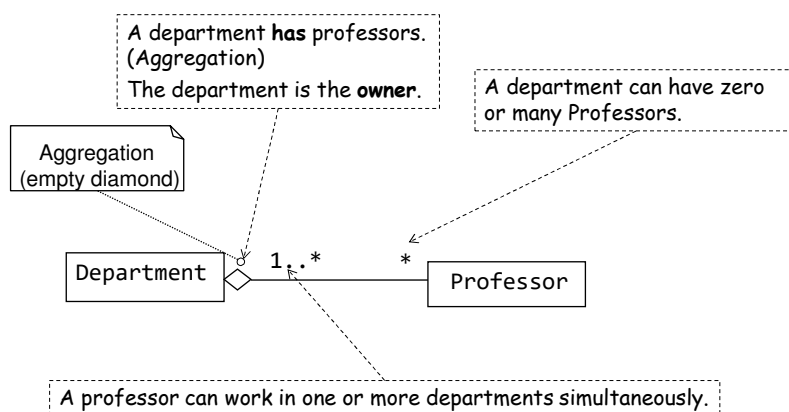 A department has professors.
(Aggregation)
The department is the owner.
A department can have zero
or many Professors.
Aggregation
(empty diamond)
1..*
*
Department
Professor
A professor can work in one or more departments simultaneously.